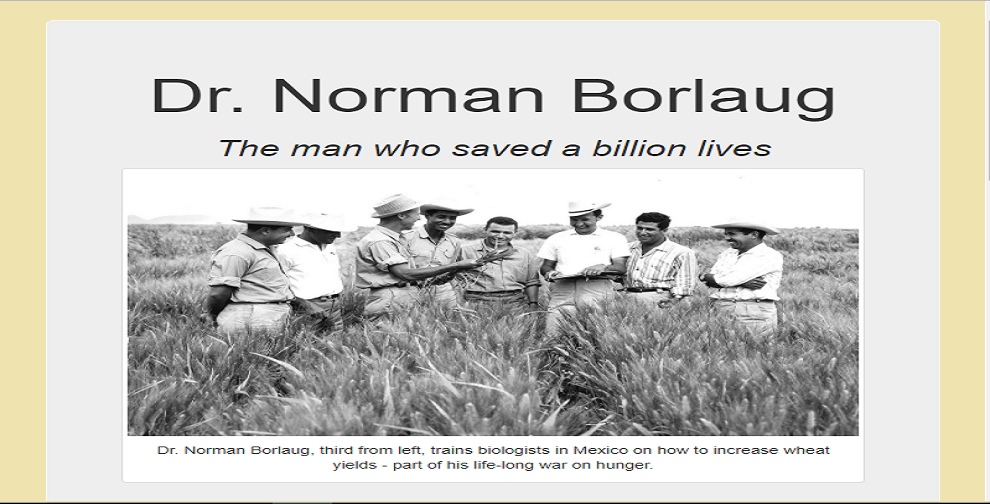 Dr. Norman Borlaug
The man who saved a billion lives
Dr. Norman Borlaug, third from left, trains biologists in Mexico on how to increase wheat
yields - part of his life-long war on hunger.